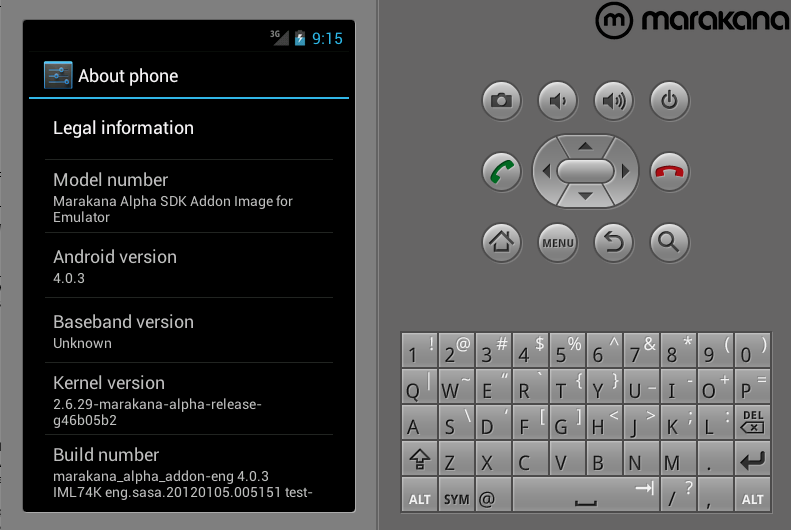 marakana
3G 9:15
About phone
Legal information
Model number
Marakana Alpha SDK Addon Image for
Emulator
Android version
4.0.3
Baseband version
Unknown
Kernel version
2.6.29-marakana-alpha-release-
g46b05b2
Build number
marakana_alpha_addon-eng 4.0.3
IML74K eng.sasa.20120105.005151 test-
MENU
1 ! 2 @ 3 # 4 $ 5 % 6 ^ 7 & 8 * 9 ( 0 )
Q | W ~ E “ R ` T { Y } U _ I - O + P =
A S \ D ‘ F [ G ] H < J > K ; L : DEL
Z X C V B N M .
ALT SYM @ / ? , ALT